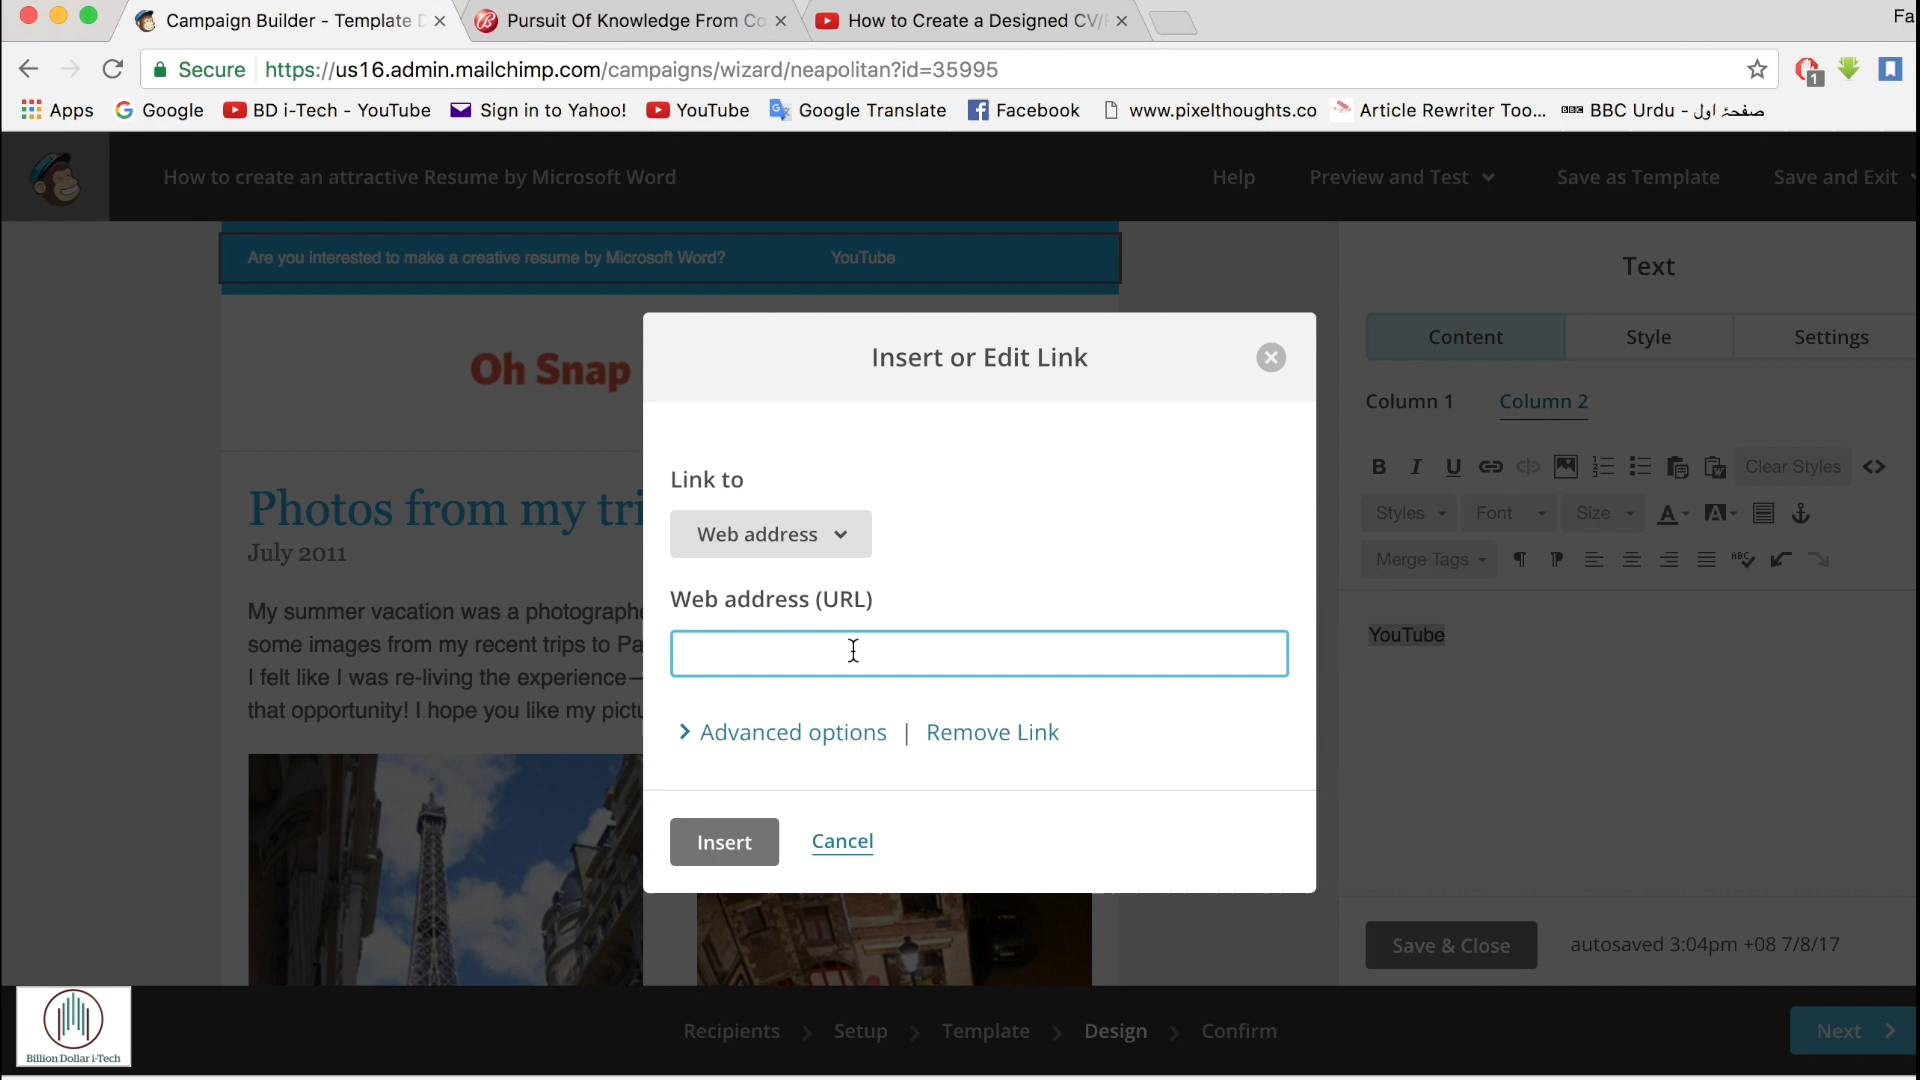 Campaign Builder - Template D
Pursuit Of Knowledge From Co
How to Create a Designed CV/
Fa
Secure
https://us16.admin.mailchimp.com/campaigns/wizard/neapolitan?id=35995
1
Apps
Google
BD i-Tech - YouTube
Sign in to Yahoo!
YouTube
Google Translate
Facebook
www.pixelthoughts.co
Article Rewriter Too...
BBC
BBC Urdu - صفحۂ اول
How to create an attractive Resume by Microsoft Word
Help
Preview and Test
Save as Template
Save and Exit
Are you interested to make a creative resume by Microsoft Word?
YouTube
Text
Insert or Edit Link
Content
Style
Settings
Oh Snap
Column 1
Column 2
B I U
Clear Styles
Link to
Styles
Font
Size
A
A
Photos from my tri
Web address
July 2011
Merge Tags
ABC
Web address (URL)
My summer vacation was a photographe
some images from my recent trips to Pa
I felt like I was re-living the experience—
that opportunity! I hope you like my pictu
YouTube
Advanced options | Remove Link
Insert
Cancel
Save & Close
autosaved 3:04pm +08 7/8/17
Billion Dollar i-Tech
Recipients
Setup
Template
Design
Confirm
Next